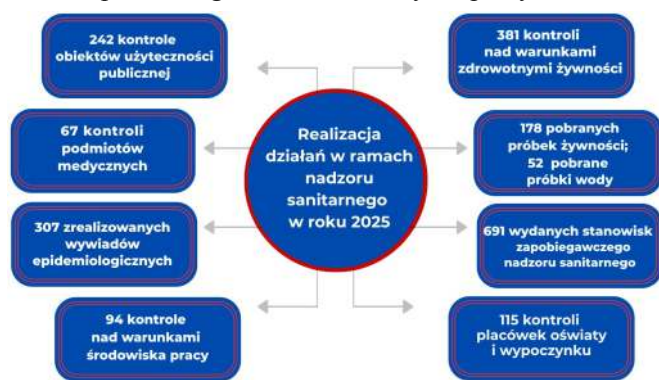 242 kontrole
obiektów użyteczności
publicznej
381 kontroli
nad warunkami
zdrowotnymi żywności
67 kontroli
podmiotów
medycznych
Realizacja
działań w ramach
nadzoru
sanitarnego
w roku 2025
178 pobranych
próbek żywności;
52 pobrane
próbki wody
307 zrealizowanych
wywiadów
epidemiologicznych
691 wydanych stanowisk
zapobiegawczego
nadzoru sanitarnego
94 kontrole
nad warunkami
środowiska pracy
115 kontroli
placówek oświaty
i wypoczynku